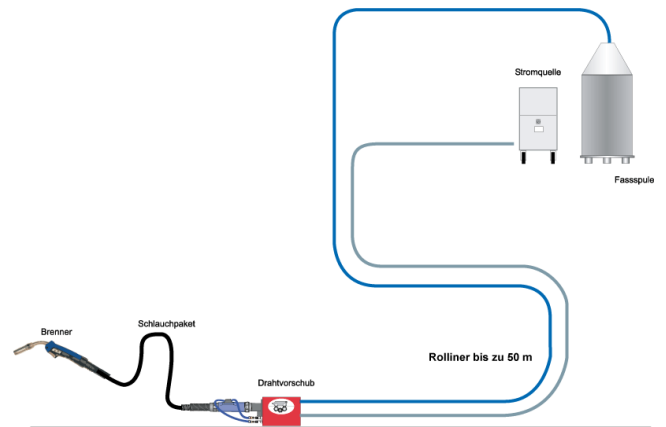 Stromquelle
Fassspule
Brenner
Schlauchpaket
Rolliner bis zu 50 m
Drahtvorschub